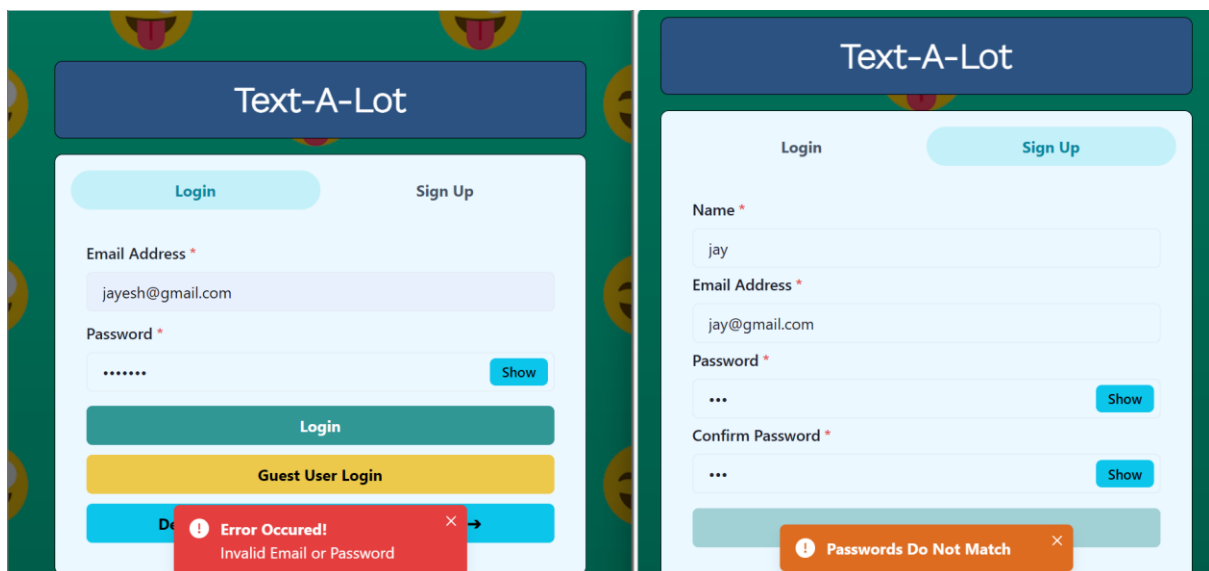 Text-A-Lot
Login Sign Up
Email Address *
jayesh@gmail.com
Password *
Show
Login
Guest User Login
De
Error Occured!
Invalid Email or Password
Text-A-Lot
Login Sign Up
Name *
jay
Email Address *
jay@gmail.com
Password *
Show
Confirm Password *
Show
Passwords Do Not Match